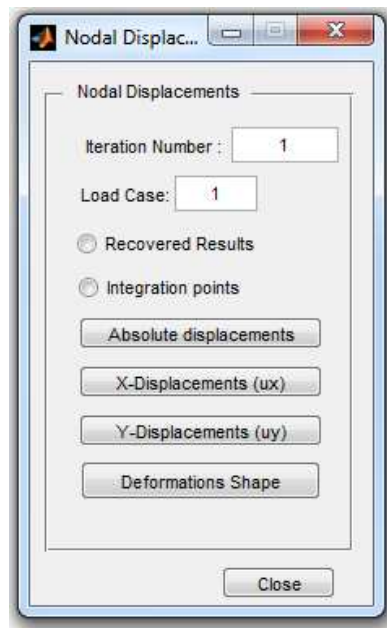 Nodal Displac...
Nodal Displacements
Iteration Number : 1
Load Case: 1
Recovered Results
Integration points
Absolute displacements
X-Displacements (ux)
Y-Displacements (uy)
Deformations Shape
Close